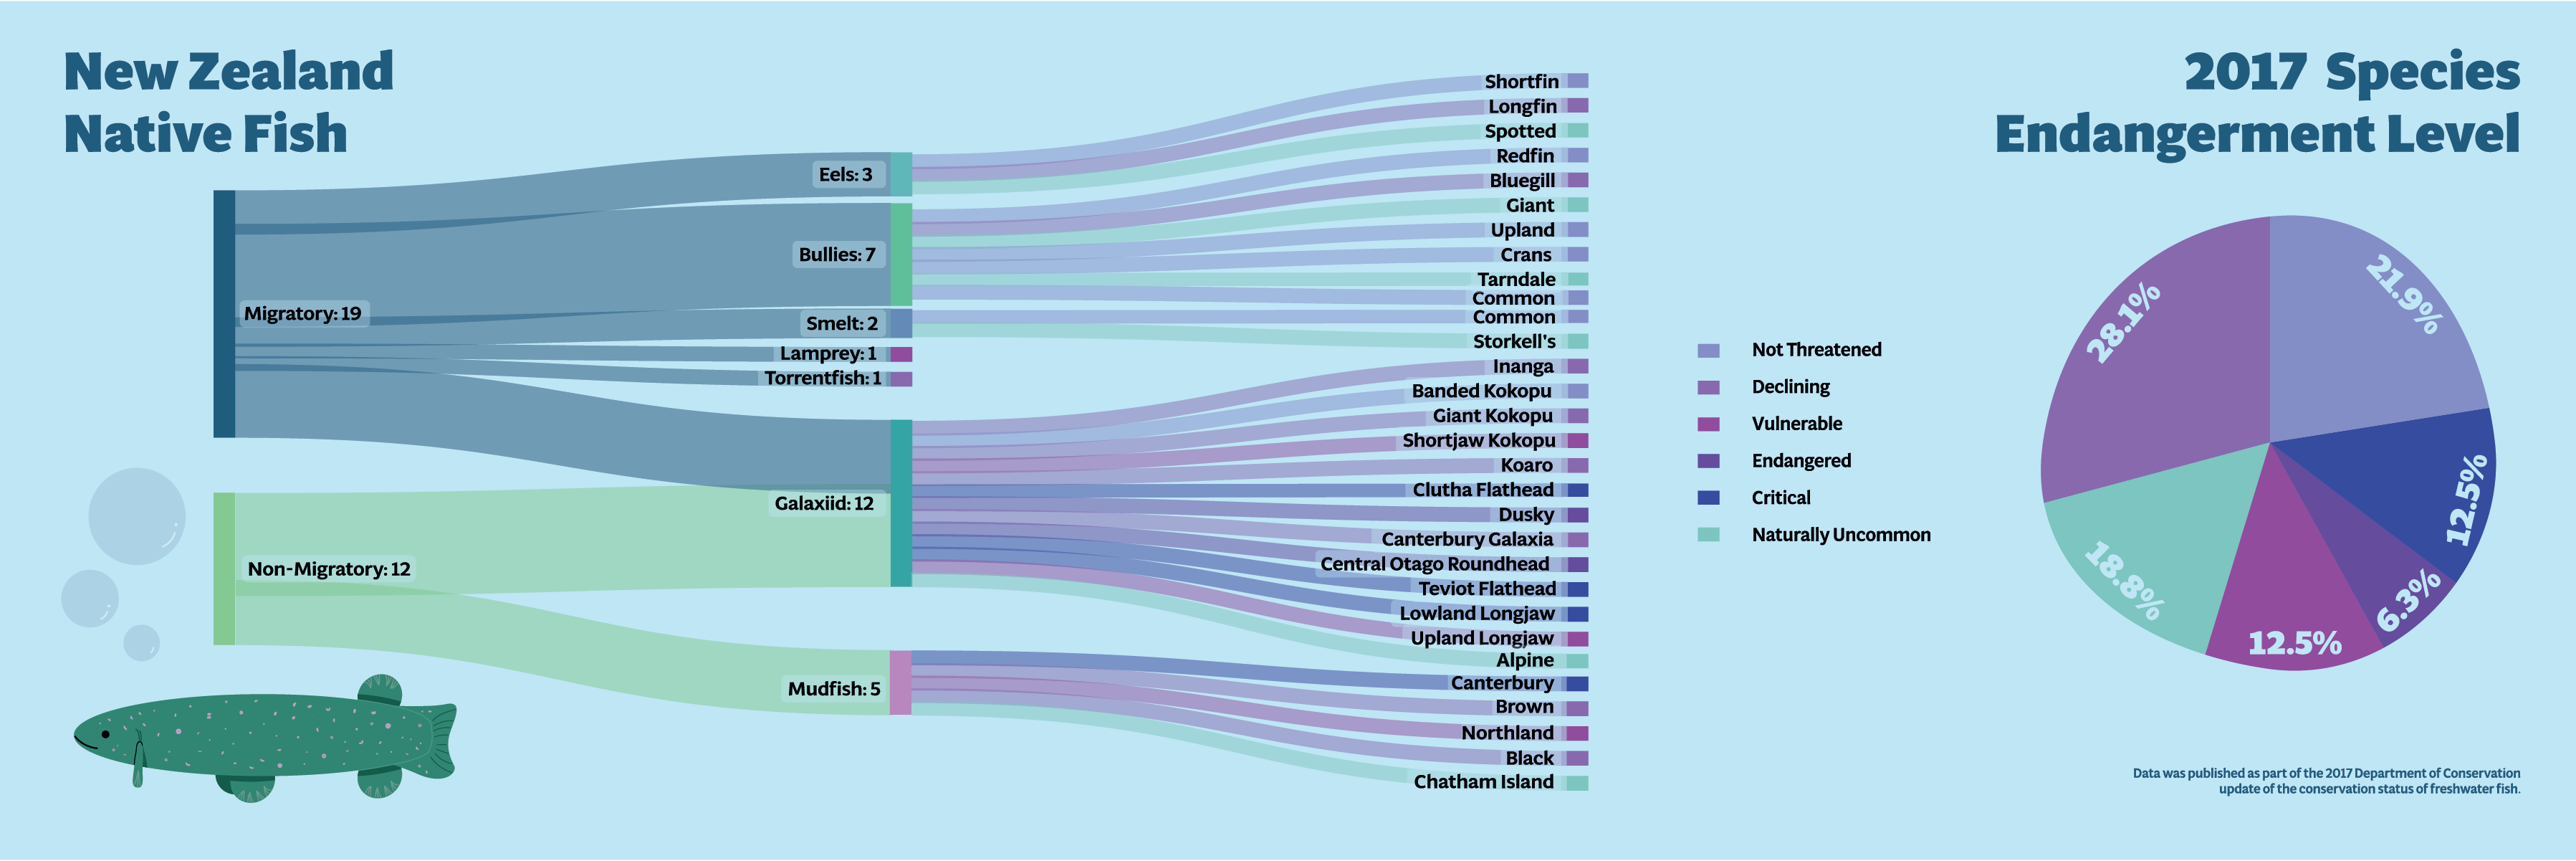 New Zealand
Native Fish
Migratory: 19
Non-Migratory: 12
Eels: 3
Bullies: 7
Smelt: 2
Lamprey: 1
Torrentfish: 1
Galaxiid: 12
Mudfish: 5
Shortfin
Longfin
Spotted
Redfin
Bluegill
Giant
Upland
Crans
Tarndale
Common
Common
Storkell's
Inanga
Banded Kokopu
Giant Kokopu
Shortjaw Kokopu
Koaro
Clutha Flathead
Dusky
Canterbury Galaxia
Central Otago Roundhead
Teviot Flathead
Lowland Longjaw
Upland Longjaw
Alpine
Canterbury
Brown
Northland
Black
Chatham Island
Not Threatened
Declining
Vulnerable
Endangered
Critical
Naturally Uncommon
2017 Species
Endangerment Level
21.9%
12.5%
6.3%
12.5%
18.8%
28.1%
Data was published as part of the 2017 Department of Conservation
update of the conservation status of freshwater fish.